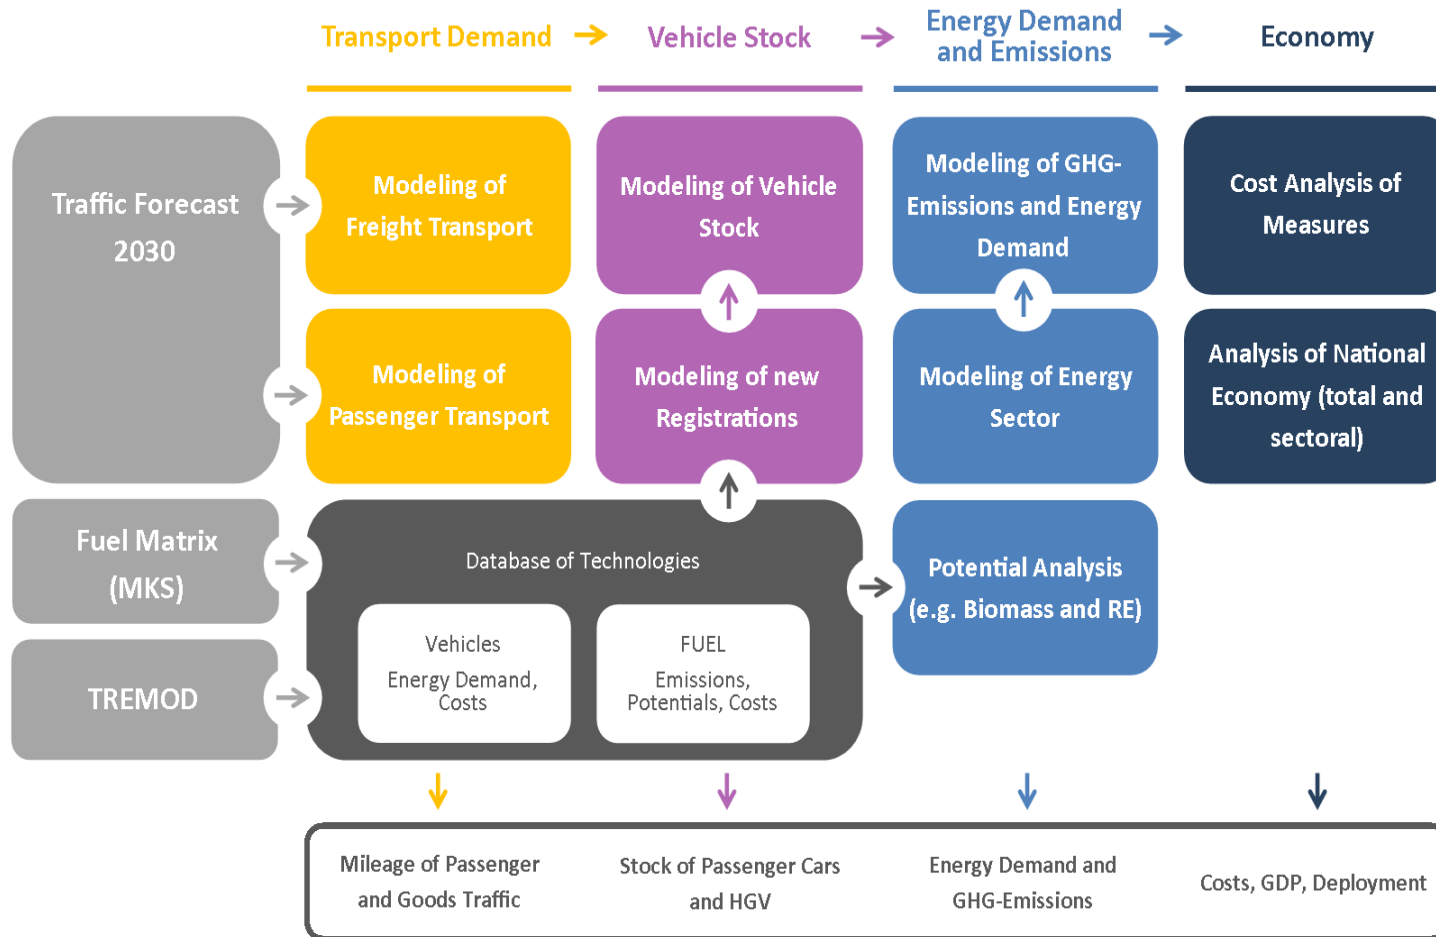 Transport Demand
Vehicle Stock
Energy Demand
and Emissions
Economy
Traffic Forecast
2030
Modeling of
Freight Transport
Modeling of Vehicle
Stock
Modeling of GHG-
Emissions and Energy
Demand
Cost Analysis of
Measures
Modeling of
Passenger Transport
Modeling of new
Registrations
Modeling of Energy
Sector
Analysis of National
Economy (total and
sectoral)
Fuel Matrix
(MKS)
TREMOD
Database of Technologies
Vehicles
Energy Demand,
Costs
FUEL
Emissions,
Potentials, Costs
Potential Analysis
(e.g. Biomass and RE)
Mileage of Passenger
and Goods Traffic
Stock of Passenger Cars
and HGV
Energy Demand and
GHG-Emissions
Costs, GDP, Deployment